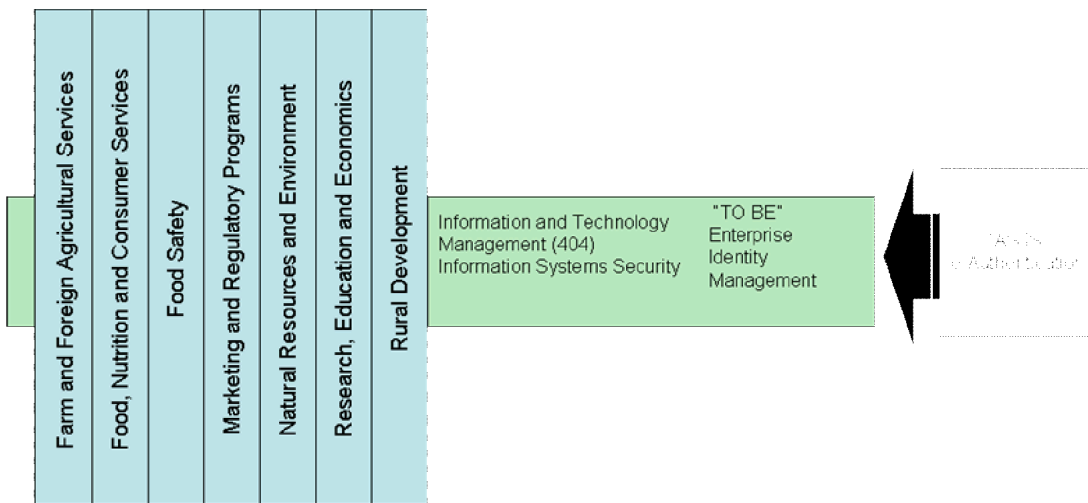 Farm and Foreign Agricultural Services
Food, Nutrition and Consumer Services
Food Safety
Marketing and Regulatory Programs
Natural Resources and Environment
Research, Education and Economics
Rural Development
Information and Technology
Management (404)
Information Systems Security
"TO BE"
Enterprise
Identity
Management